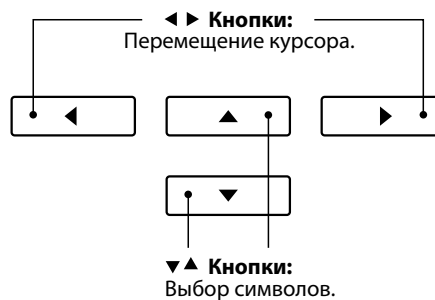 ◀ ▶ Кнопки:
Перемещение курсора.
▼▲ Кнопки:
Выбор символов.